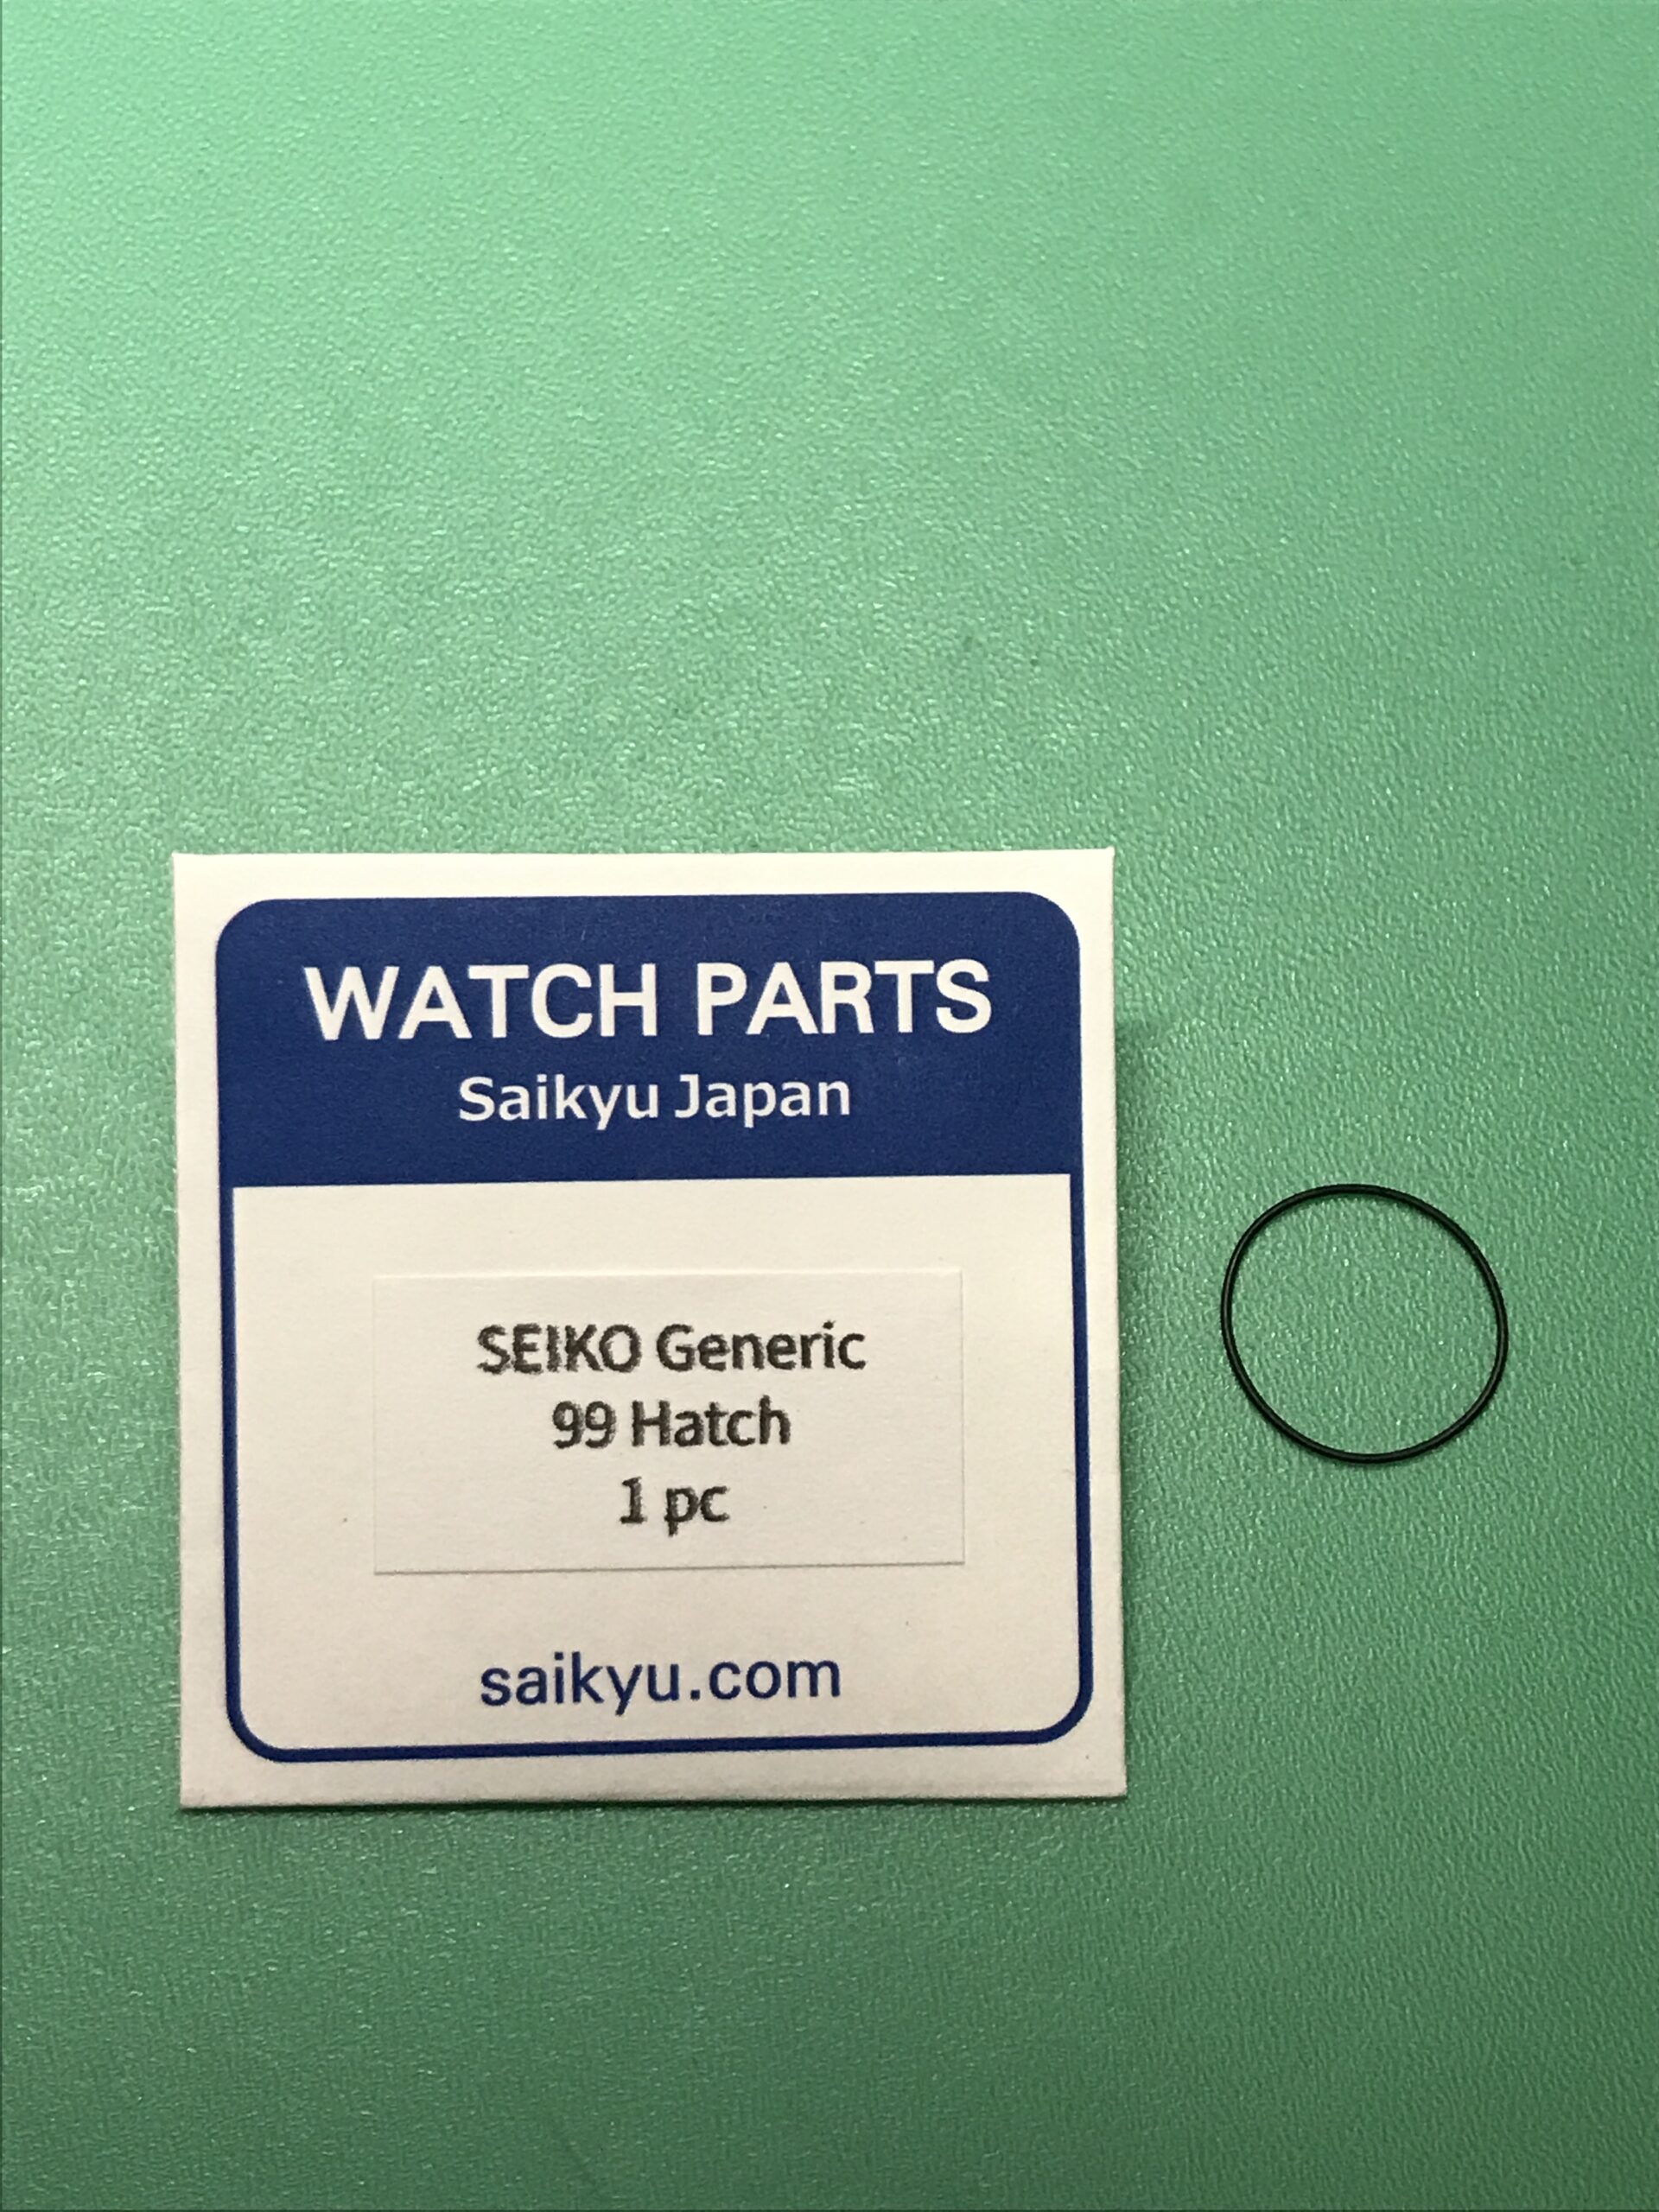 WATCH PARTS
Saikyu Japan
SEIKO Generic
99 Hatch
1 pc
saikyu.com